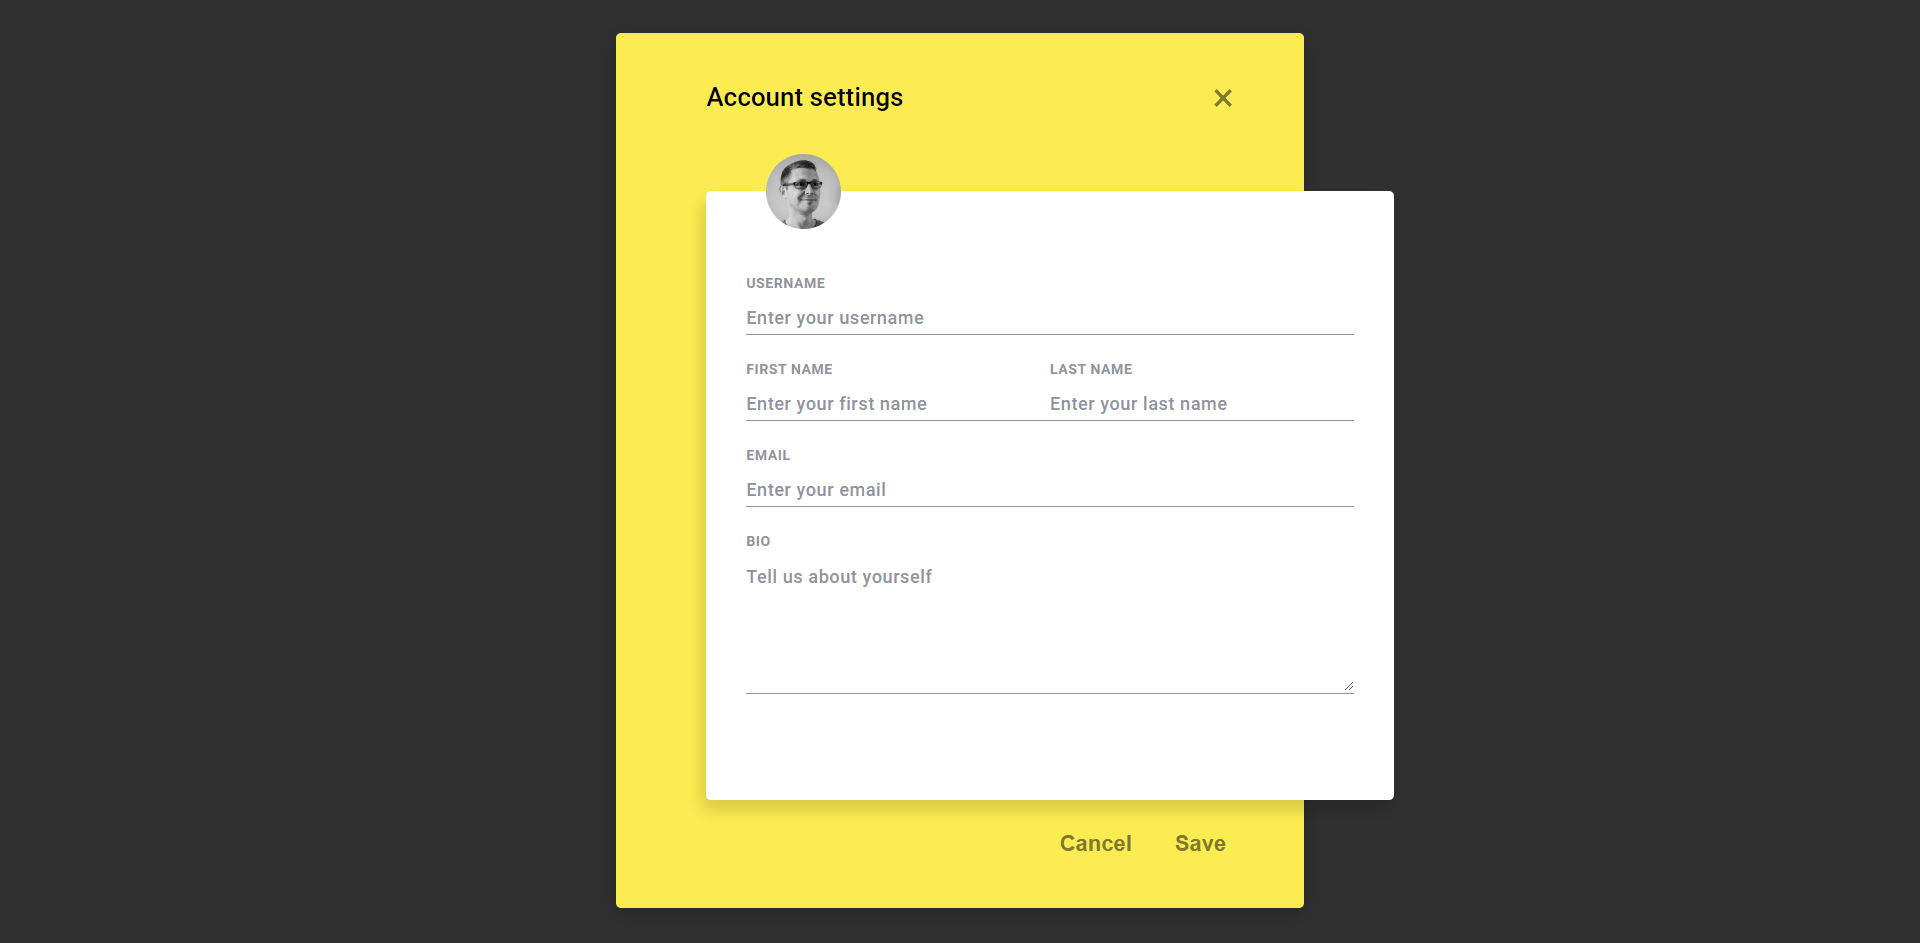 Account settings
USERNAME
Enter your username
FIRST NAME
LAST NAME
Enter your first name
Enter your last name
EMAIL
Enter your email
BIO
Tell us about yourself
Cancel
Save